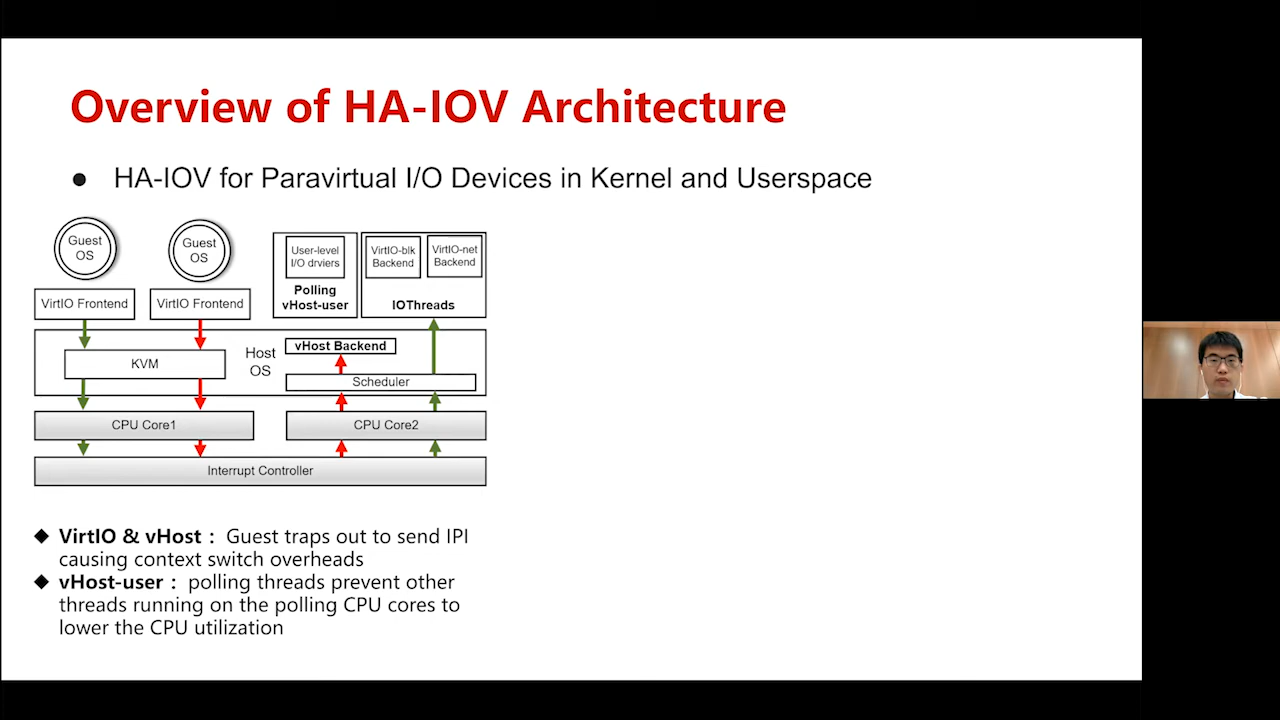 Overview of HA-IOV Architecture
● HA-IOV for Paravirtual I/O Devices in Kernel and Userspace
Guest
OS
Guest
OS
User-level
I/O drviers
VirtIO-blk
Backend
VirtIO-net
Backend
Polling
vHost-user
IOThreads
VirtIO Frontend
VirtIO Frontend
vHost Backend
Host
OS
KVM
Scheduler
CPU Core1
CPU Core2
Interrupt Controller
◆ VirtIO & vHost： Guest traps out to send IPI
causing context switch overheads
◆ vHost-user： polling threads prevent other
threads running on the polling CPU cores to
lower the CPU utilization